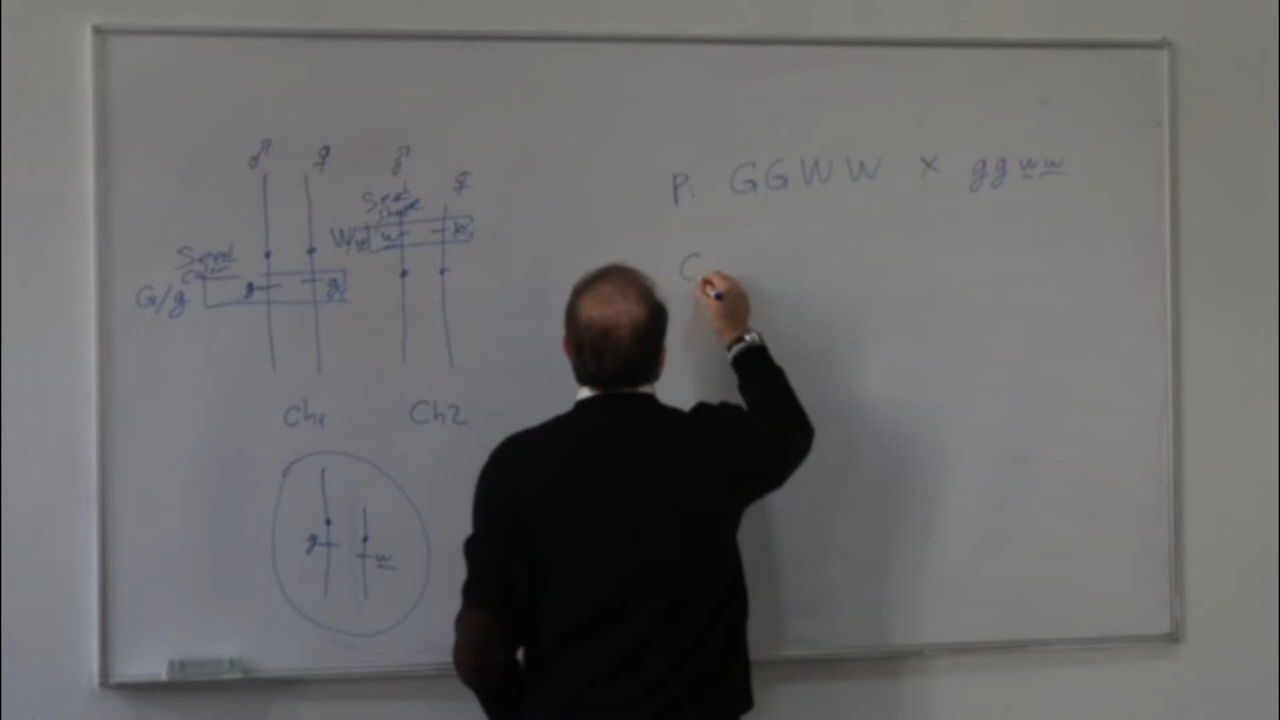 ♂ ♀ ♂ ♀
P: GGWW × ggww
Seed
shape
W/w w w
Seed
color
G/g g g
C
Ch1 Ch2
g w